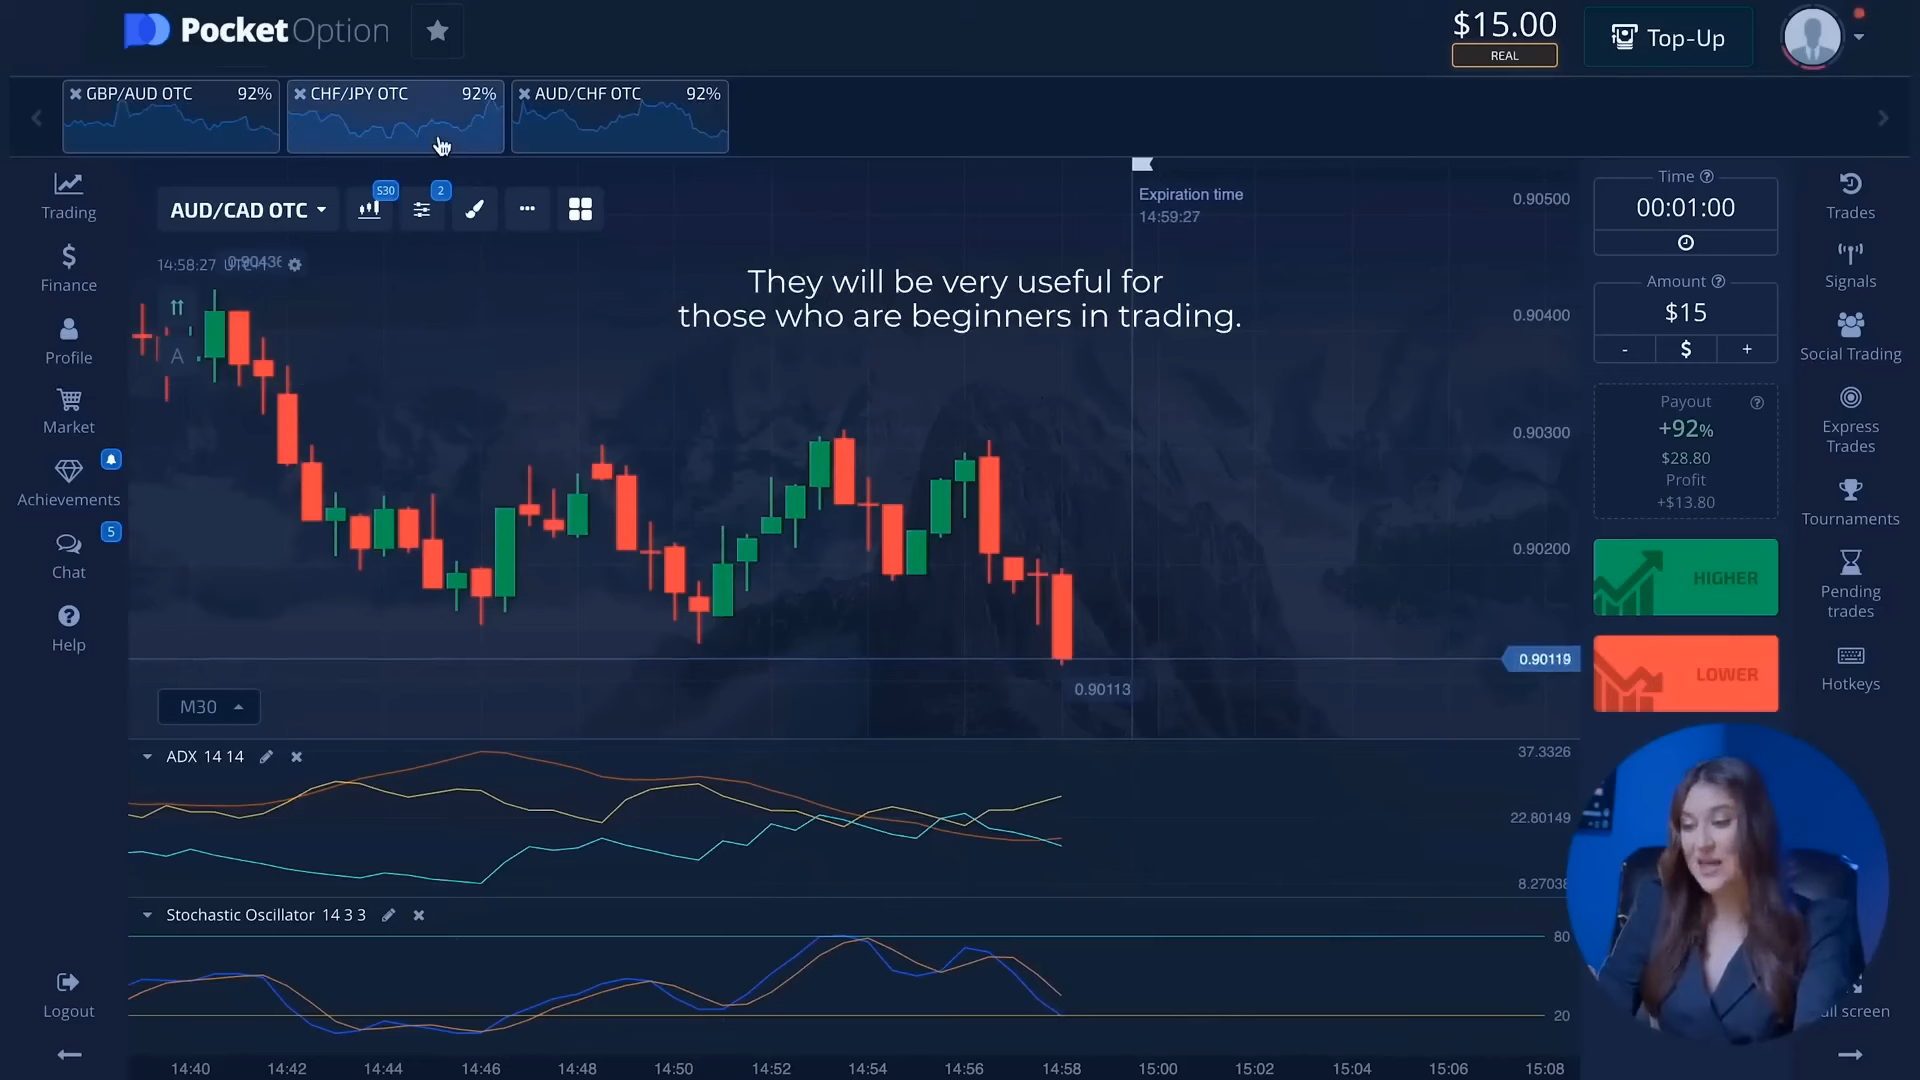 PocketOption
$15.00
REAL
Top-Up
GBP/AUD OTC 92%
CHF/JPY OTC 92%
AUD/CHF OTC 92%
Trading
Finance
Profile
Market
Achievements
5
Chat
Help
Logout
AUD/CAD OTC
S30
2
14:58:27
A
Expiration time
14:59:27
They will be very useful for
those who are beginners in trading.
0.90500
0.90400
0.90300
0.90200
0.90119
0.90113
M30
ADX 14 14
37.3326
22.80149
8.27038
Stochastic Oscillator 14 3 3
80
20
14:40 14:42 14:44 14:46 14:48 14:50 14:52 14:54 14:56 14:58 15:00 15:02 15:04 15:06 15:08
Time
00:01:00
Amount
$15
- $ +
Payout
+92%
$28.80
Profit
+$13.80
HIGHER
LOWER
Trades
Signals
Social Trading
Express
Trades
Tournaments
Pending
trades
Hotkeys
screen